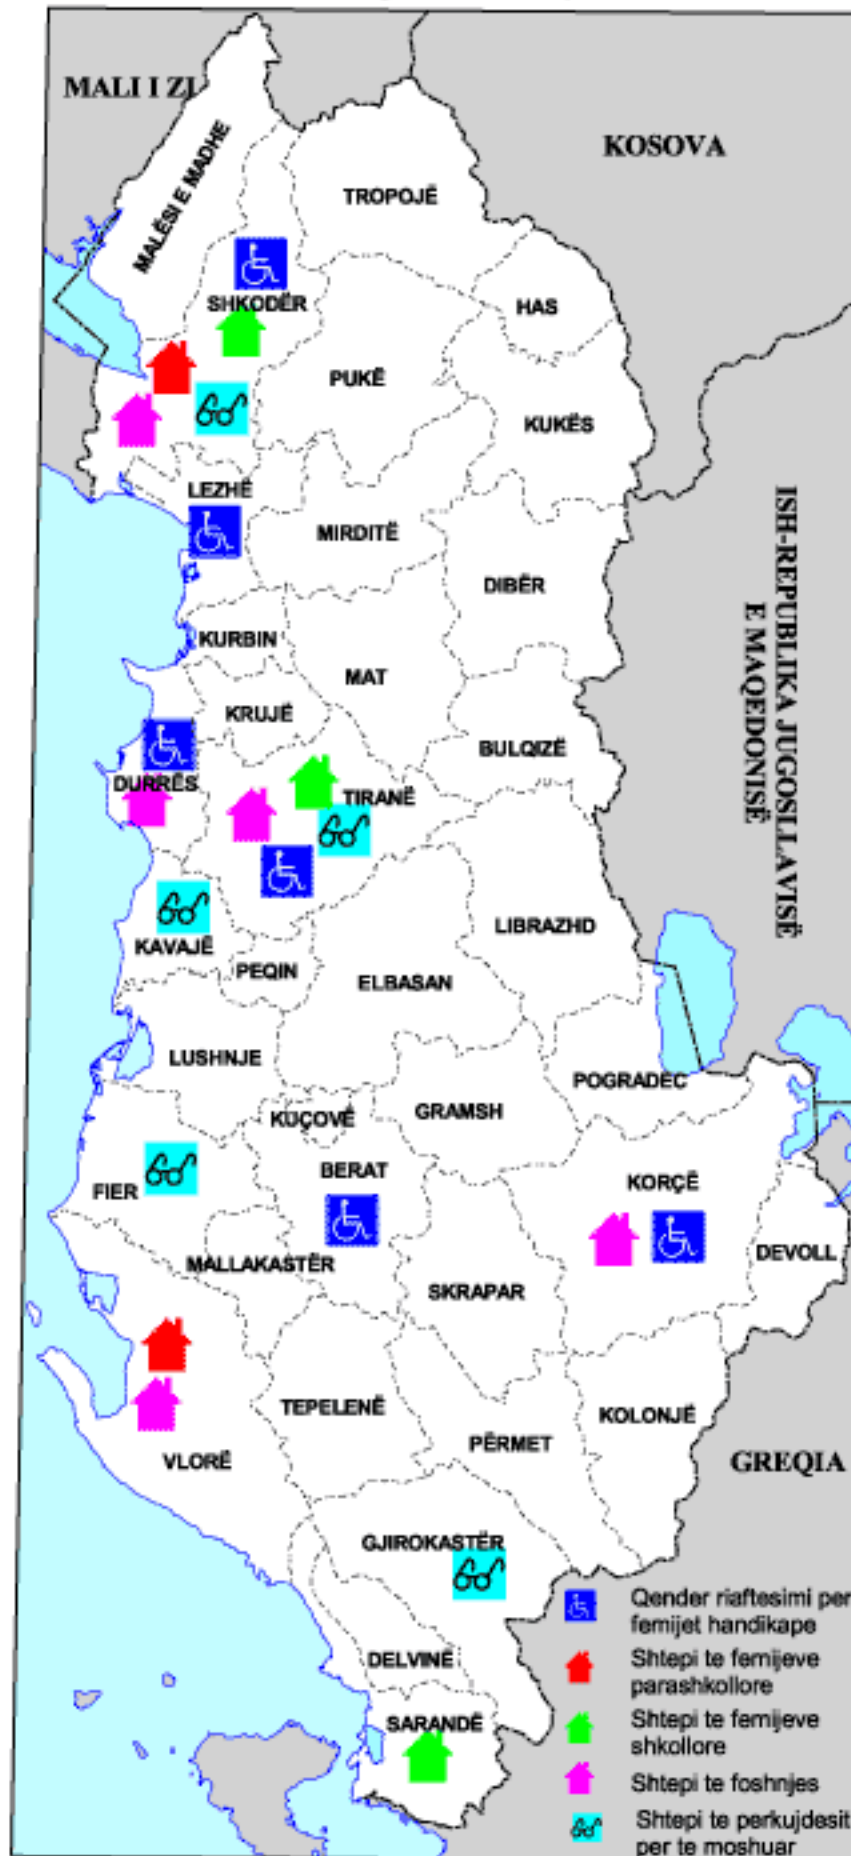 MALI I ZI
KOSOVA
MALËSI E MADHE
TROPOJË
SHKODËR
HAS
PUKË
KUKËS
LEZHË
MIRDITË
DIBËR
ISH-REPUBLIKA JUGOSLLAVISË
E MAQEDONISË
KURBIN
MAT
KRUJË
BULQIZË
DURRËS
TIRANË
LIBRAZHD
KAVAJË
PEQIN
ELBASAN
LUSHNJE
POGRADEC
KUÇOVË
GRAMSH
BERAT
KORÇË
FIER
DEVOLL
MALLAKASTËR
SKRAPAR
TEPELENË
KOLONJË
PËRMET
VLORË
GREQIA
GJIROKASTËR
DELVINË
SARANDË
Qender riaftesimi per
femijet handikape
Shtepi te femijeve
parashkollore
Shtepi te femijeve
shkollore
Shtepi te foshnjes
Shtepi te perkujdesit
per te moshuar